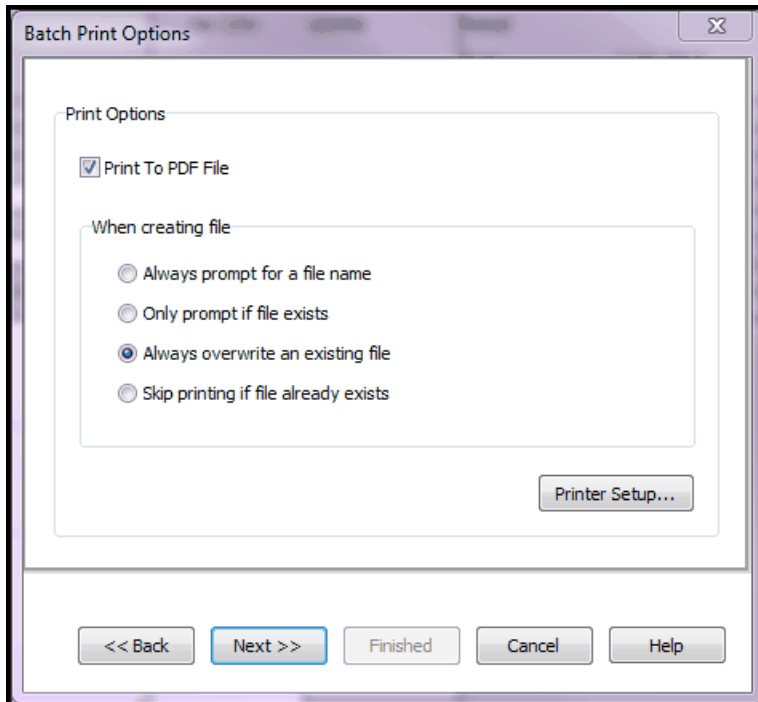 Batch Print Options
Print Options
Print To PDF File
When creating file
Always prompt for a file name
Only prompt if file exists
Always overwrite an existing file
Skip printing if file already exists
Printer Setup...
<< Back Next >> Finished Cancel Help